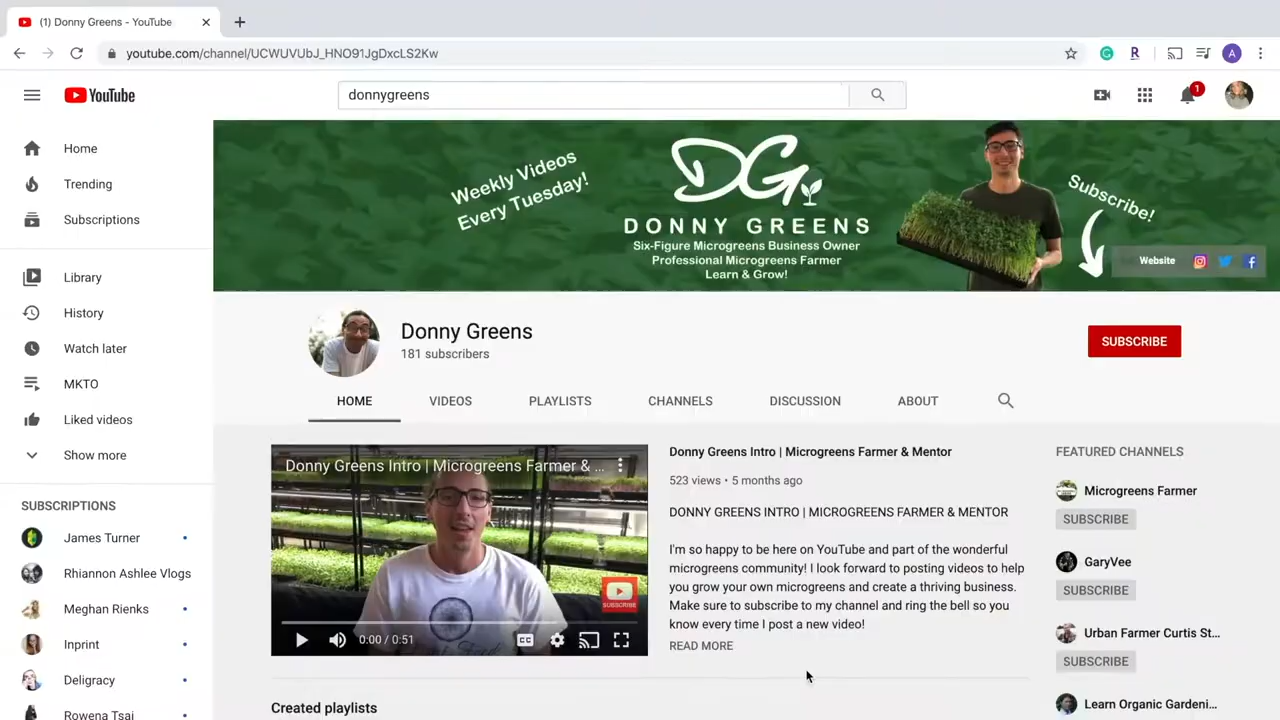 (1) Donny Greens - YouTube
youtube.com/channel/UCWUVUbJ_HNO91JgDxcLS2Kw
R
A
YouTube
donnygreens
1
Home
Trending
Subscriptions
Library
History
Watch later
MKTO
Liked videos
Show more
SUBSCRIPTIONS
James Turner
Rhiannon Ashlee Vlogs
Meghan Rienks
Inprint
Deligracy
Rowena Tsai
Weekly Videos
Every Tuesday!
DG
DONNY GREENS
Six-Figure Microgreens Business Owner
Professional Microgreens Farmer
Learn & Grow!
Subscribe!
Website
Donny Greens
181 subscribers
SUBSCRIBE
HOME
VIDEOS
PLAYLISTS
CHANNELS
DISCUSSION
ABOUT
Donny Greens Intro | Microgreens Farmer & ...
SUBSCRIBE
0:00 / 0:51
CC
Donny Greens Intro | Microgreens Farmer & Mentor
523 views • 5 months ago
DONNY GREENS INTRO | MICROGREENS FARMER & MENTOR
I'm so happy to be here on YouTube and part of the wonderful
microgreens community! I look forward to posting videos to help
you grow your own microgreens and create a thriving business.
Make sure to subscribe to my channel and ring the bell so you
know every time I post a new video!
READ MORE
Created playlists
FEATURED CHANNELS
Microgreens Farmer
SUBSCRIBE
GaryVee
SUBSCRIBE
Urban Farmer Curtis St...
SUBSCRIBE
Learn Organic Gardeni...